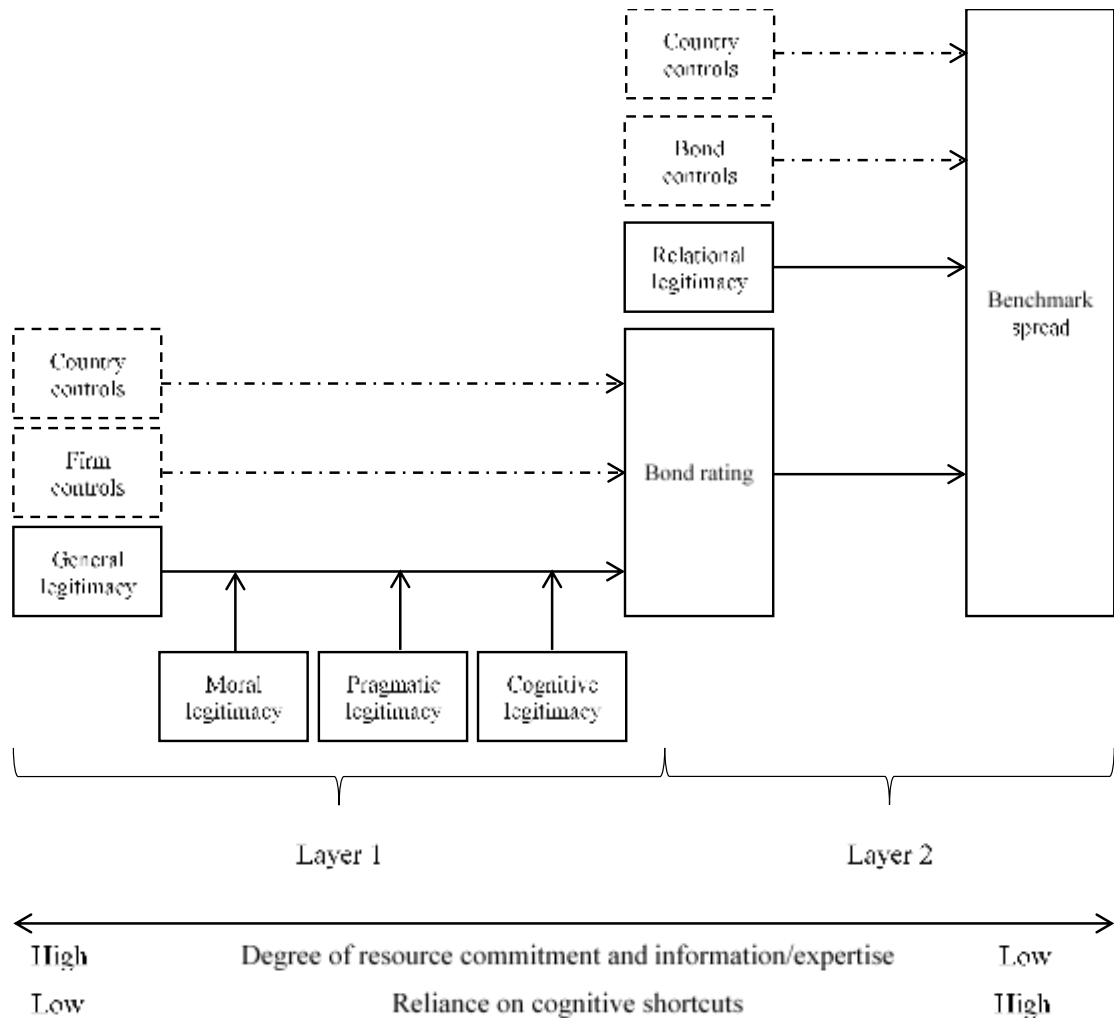 Country
controls
Bond
controls
Relational
legitimacy
Benchmark
spread
Country
controls
Firm
controls
Bond rating
General
legitimacy
Moral
legitimacy
Pragmatic
legitimacy
Cognitive
legitimacy
Layer 1
Layer 2
High Degree of resource commitment and information/expertise Low
Low Reliance on cognitive shortcuts High